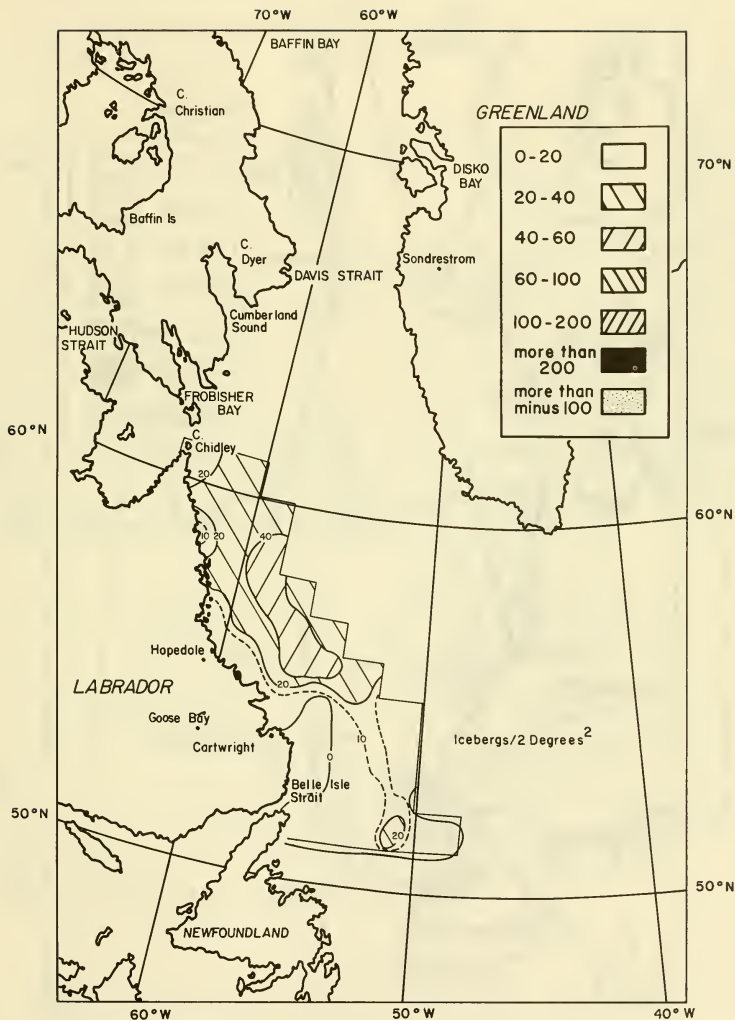 70°W
60°W
BAFFIN BAY
C.
Christian
GREENLAND
0-20
20-40
40-60
60-100
100-200
more than
200
more than
minus 100
70°N
DISKO
BAY
Baffin Is
C.
Dyer
Sondrestrom
DAVIS STRAIT
Cumberland
Sound
HUDSON
STRAIT
FROBISHER
BAY
60°N
C.
Chidley
20
60°N
10
20
40
Hopedole
LABRADOR
20
Goose Bay
Cartwright
10
0
Icebergs/2 Degrees²
Belle Isle
Strait
50°N
20
50°N
NEWFOUNDLAND
60°W
50°W
40°W